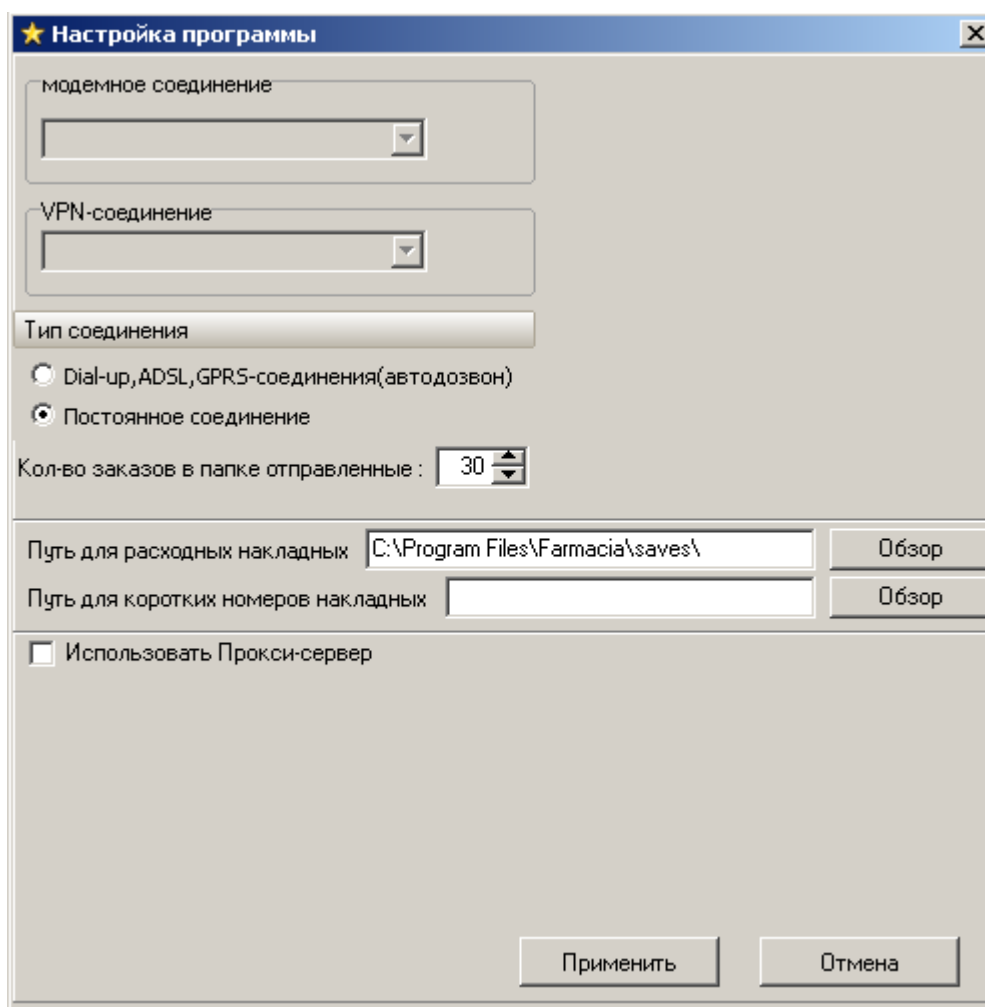 Настройка программы
модемное соединение
VPN-соединение
Тип соединения
Dial-up,ADSL,GPRS-соединения(автодозвон)
Постоянное соединение
Кол-во заказов в папке отправленные : 30
Путь для расходных накладных C:\Program Files\Farmacia\saves\ Обзор
Путь для коротких номеров накладных Обзор
Использовать Прокси-сервер
Применить Отмена